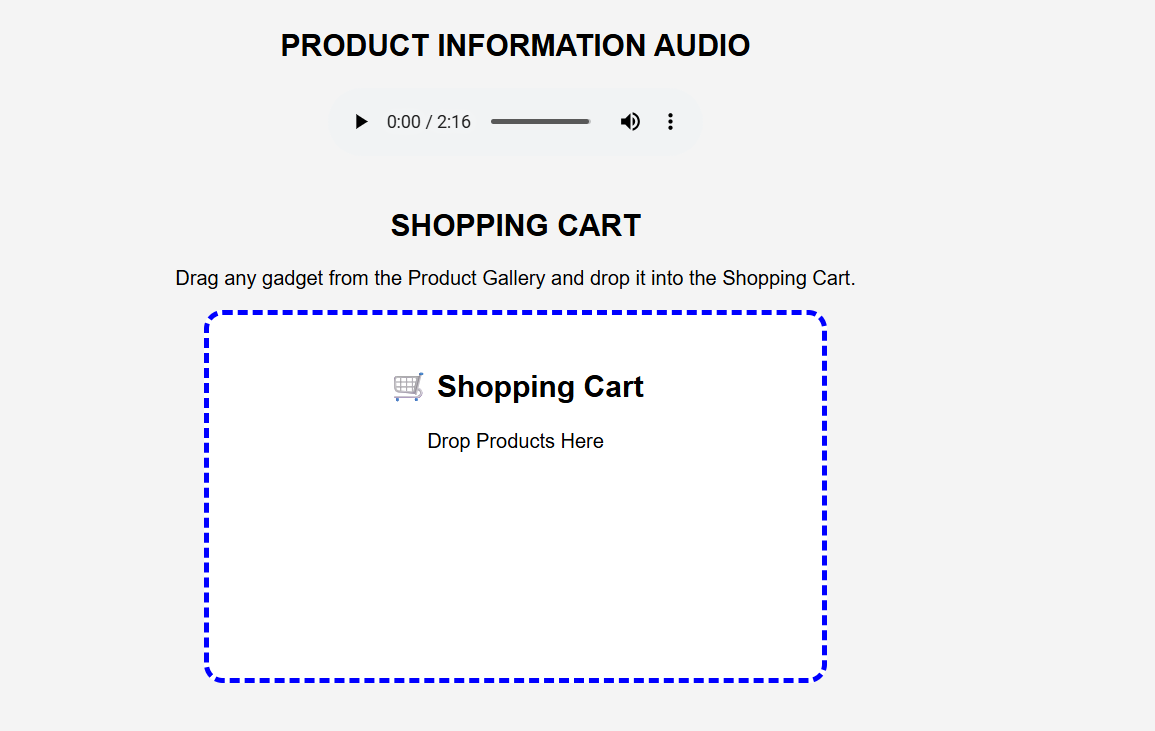 PRODUCT INFORMATION AUDIO
0:00 / 2:16
SHOPPING CART
Drag any gadget from the Product Gallery and drop it into the Shopping Cart.
🛒 Shopping Cart
Drop Products Here